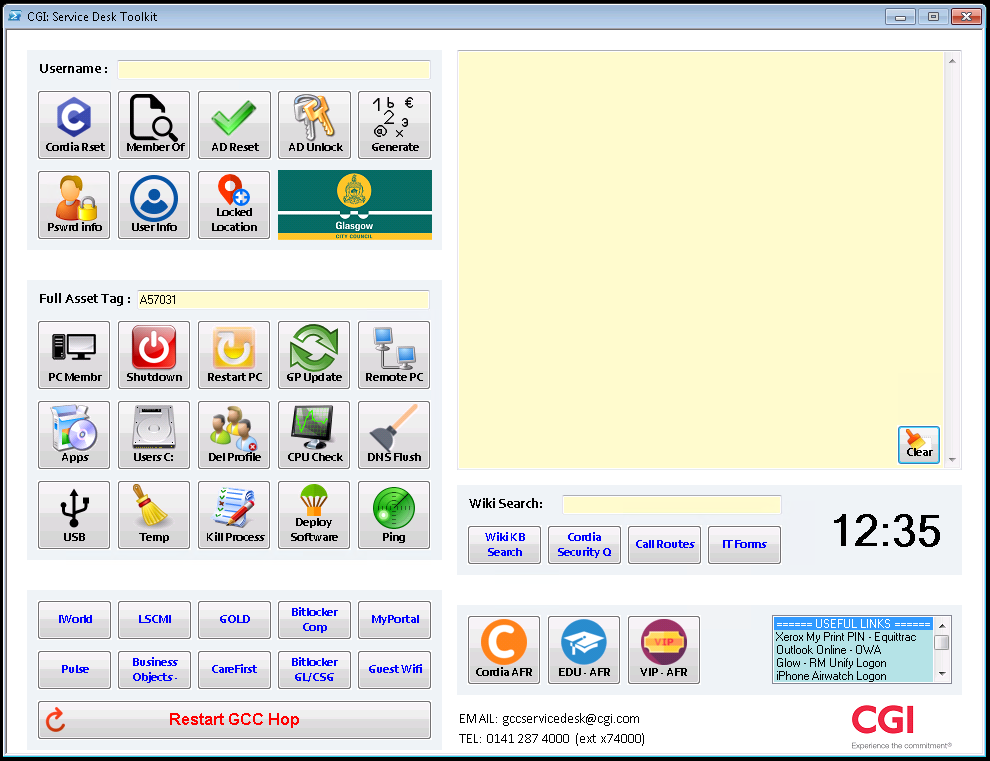 CGI: Service Desk Toolkit
Username :
Cordia Rset
Member Of
AD Reset
AD Unlock
1 b €
2 э
@ x
Generate
Pswrd info
User Info
Locked
Location
Glasgow
CITY COUNCIL
Full Asset Tag :
A57031
PC Membr
Shutdown
Restart PC
GP Update
Remote PC
Apps
Users C:
Del Profile
CPU Check
DNS Flush
USB
Temp
Kill Process
Deploy
Software
Ping
IWorld
LSCMI
GOLD
Bitlocker
Corp
MyPortal
Pulse
Business
Objects -
CareFirst
Bitlocker
GL/CSG
Guest Wifi
Restart GCC Hop
Clear
Wiki Search:
Wiki KB
Search
Cordia
Security Q
Call Routes
IT Forms
12:35
Cordia AFR
EDU - AFR
VIP
VIP - AFR
====== USEFUL LINKS ======
Xerox My Print PIN - Equittrac
Outlook Online - OWA
Glow - RM Unify Logon
iPhone Airwatch Logon
EMAIL: gccservicedesk@cgi.com
TEL: 0141 287 4000 (ext x74000)
CGI
Experience the commitment®